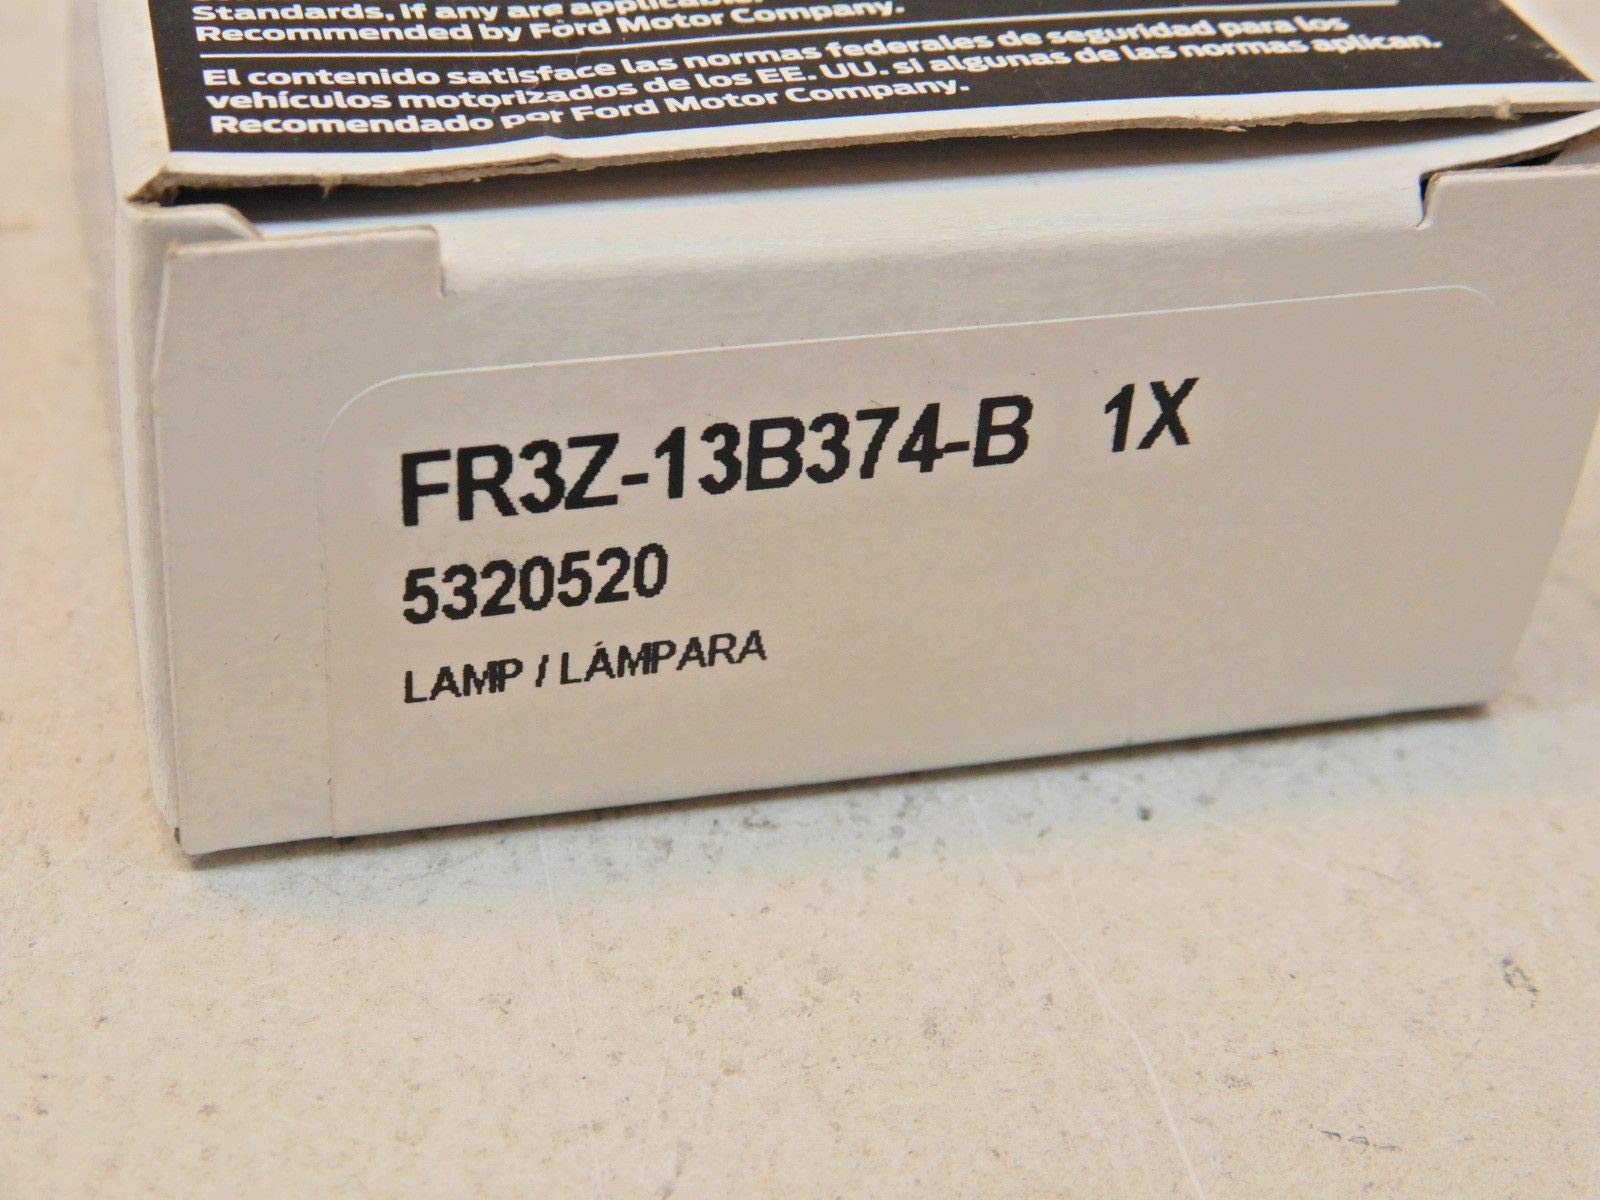 Standards, if any are applicable.
Recommended by Ford Motor Company.
El contenido satisface las normas federales de seguridad para los
vehículos motorizados de los EE. UU. si algunas de las normas aplican.
Recomendado por Ford Motor Company.
FR3Z-13B374-B 1X
5320520
LAMP / LÁMPARA